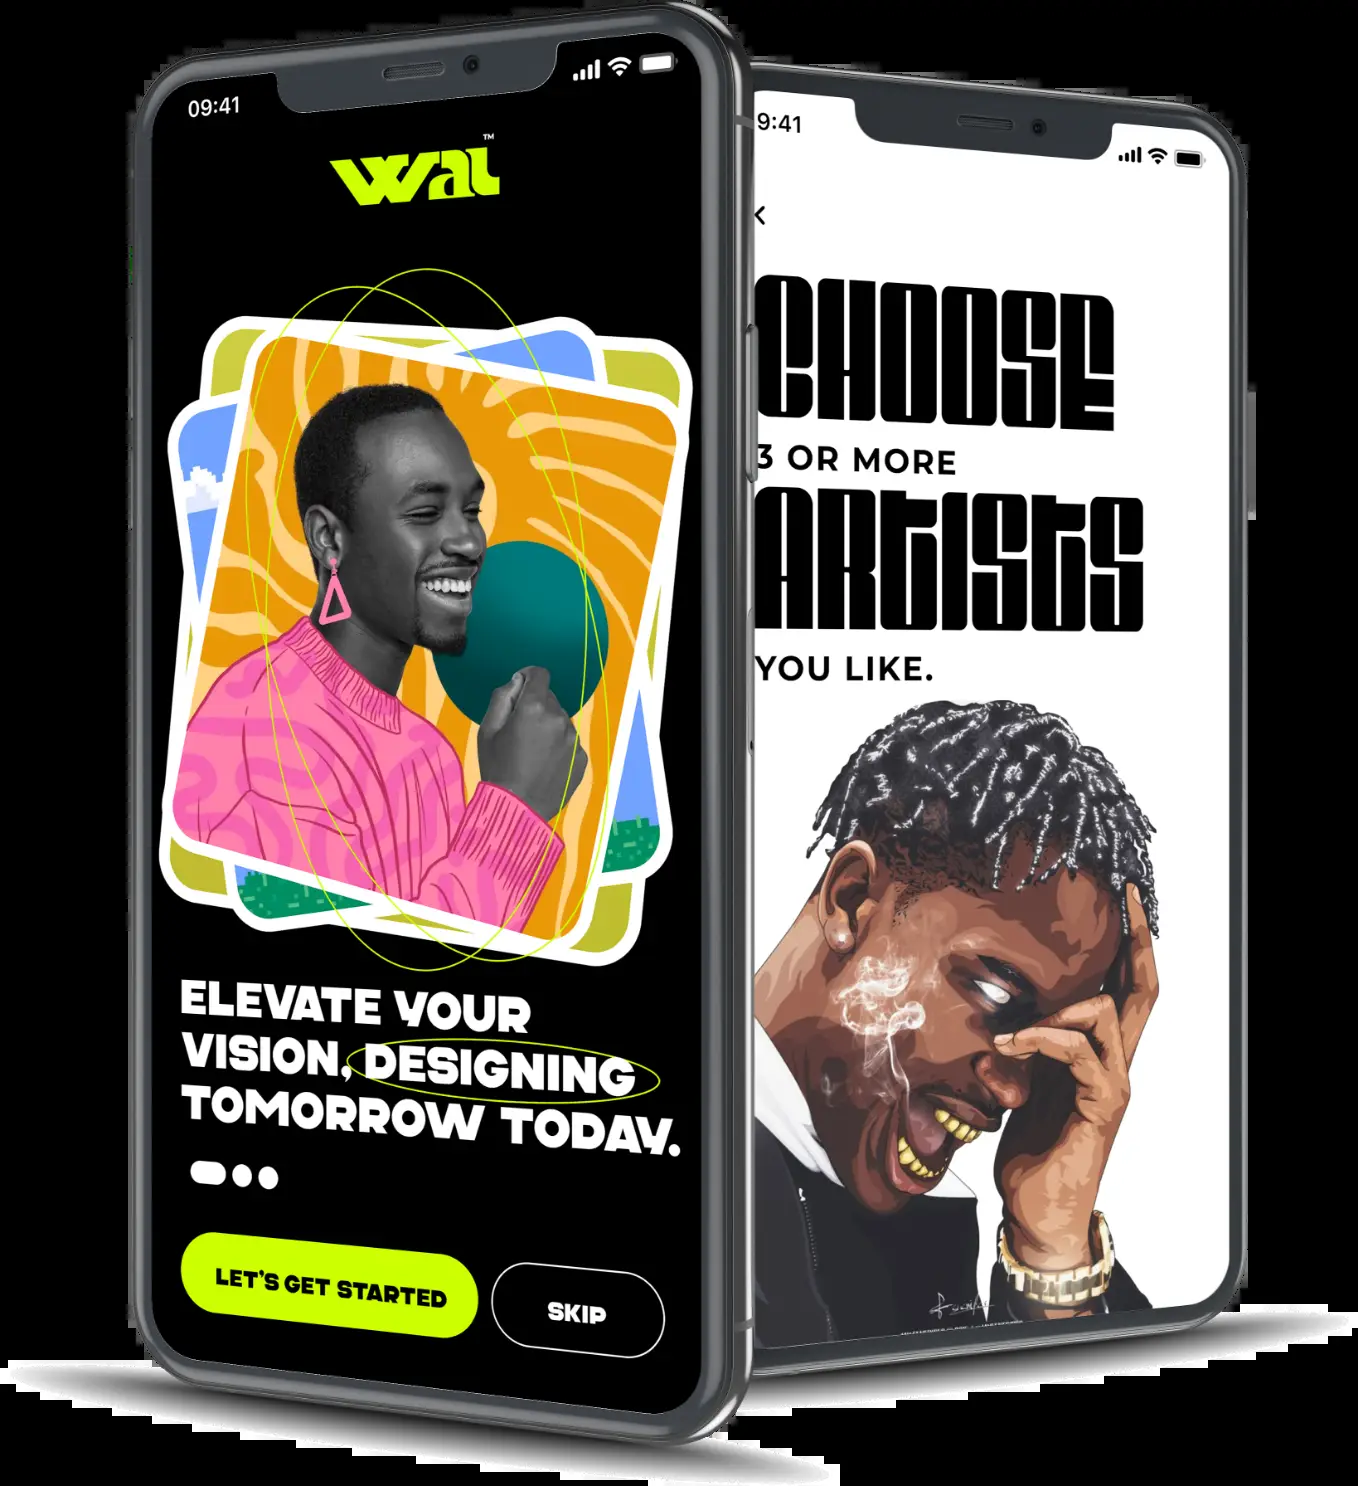 09:41
wal™
ELEVATE YOUR
VISION, DESIGNING
TOMORROW TODAY.
LET'S GET STARTED
SKIP
9:41
CHOOSE
3 OR MORE
ARTISTS
YOU LIKE.